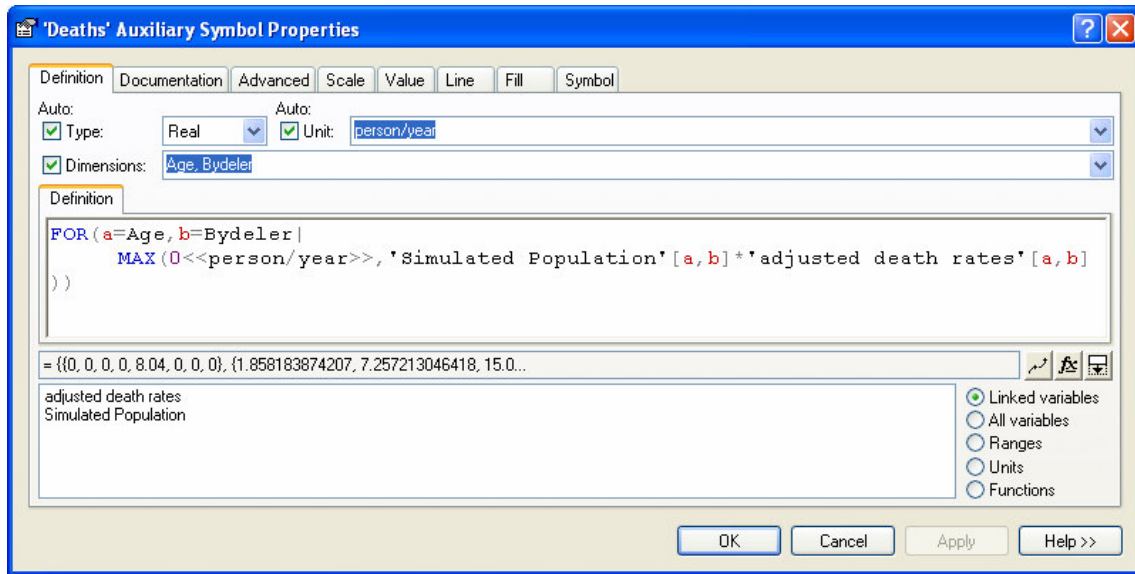 'Deaths' Auxiliary Symbol Properties
Definition Documentation Advanced Scale Value Line Fill Symbol
Auto: Auto:
Type: Real Unit: person/year
Dimensions: Age, Bydeler
Definition
FOR(a=Age,b=Bydeler|
MAX(0<<person/year>>,'Simulated Population'[a,b]*'adjusted death rates'[a,b]
))
= {{0, 0, 0, 0, 8.04, 0, 0, 0}, {1.858183874207, 7.257213046418, 15.0...
adjusted death rates
Simulated Population
Linked variables
All variables
Ranges
Units
Functions
OK Cancel Apply Help >>